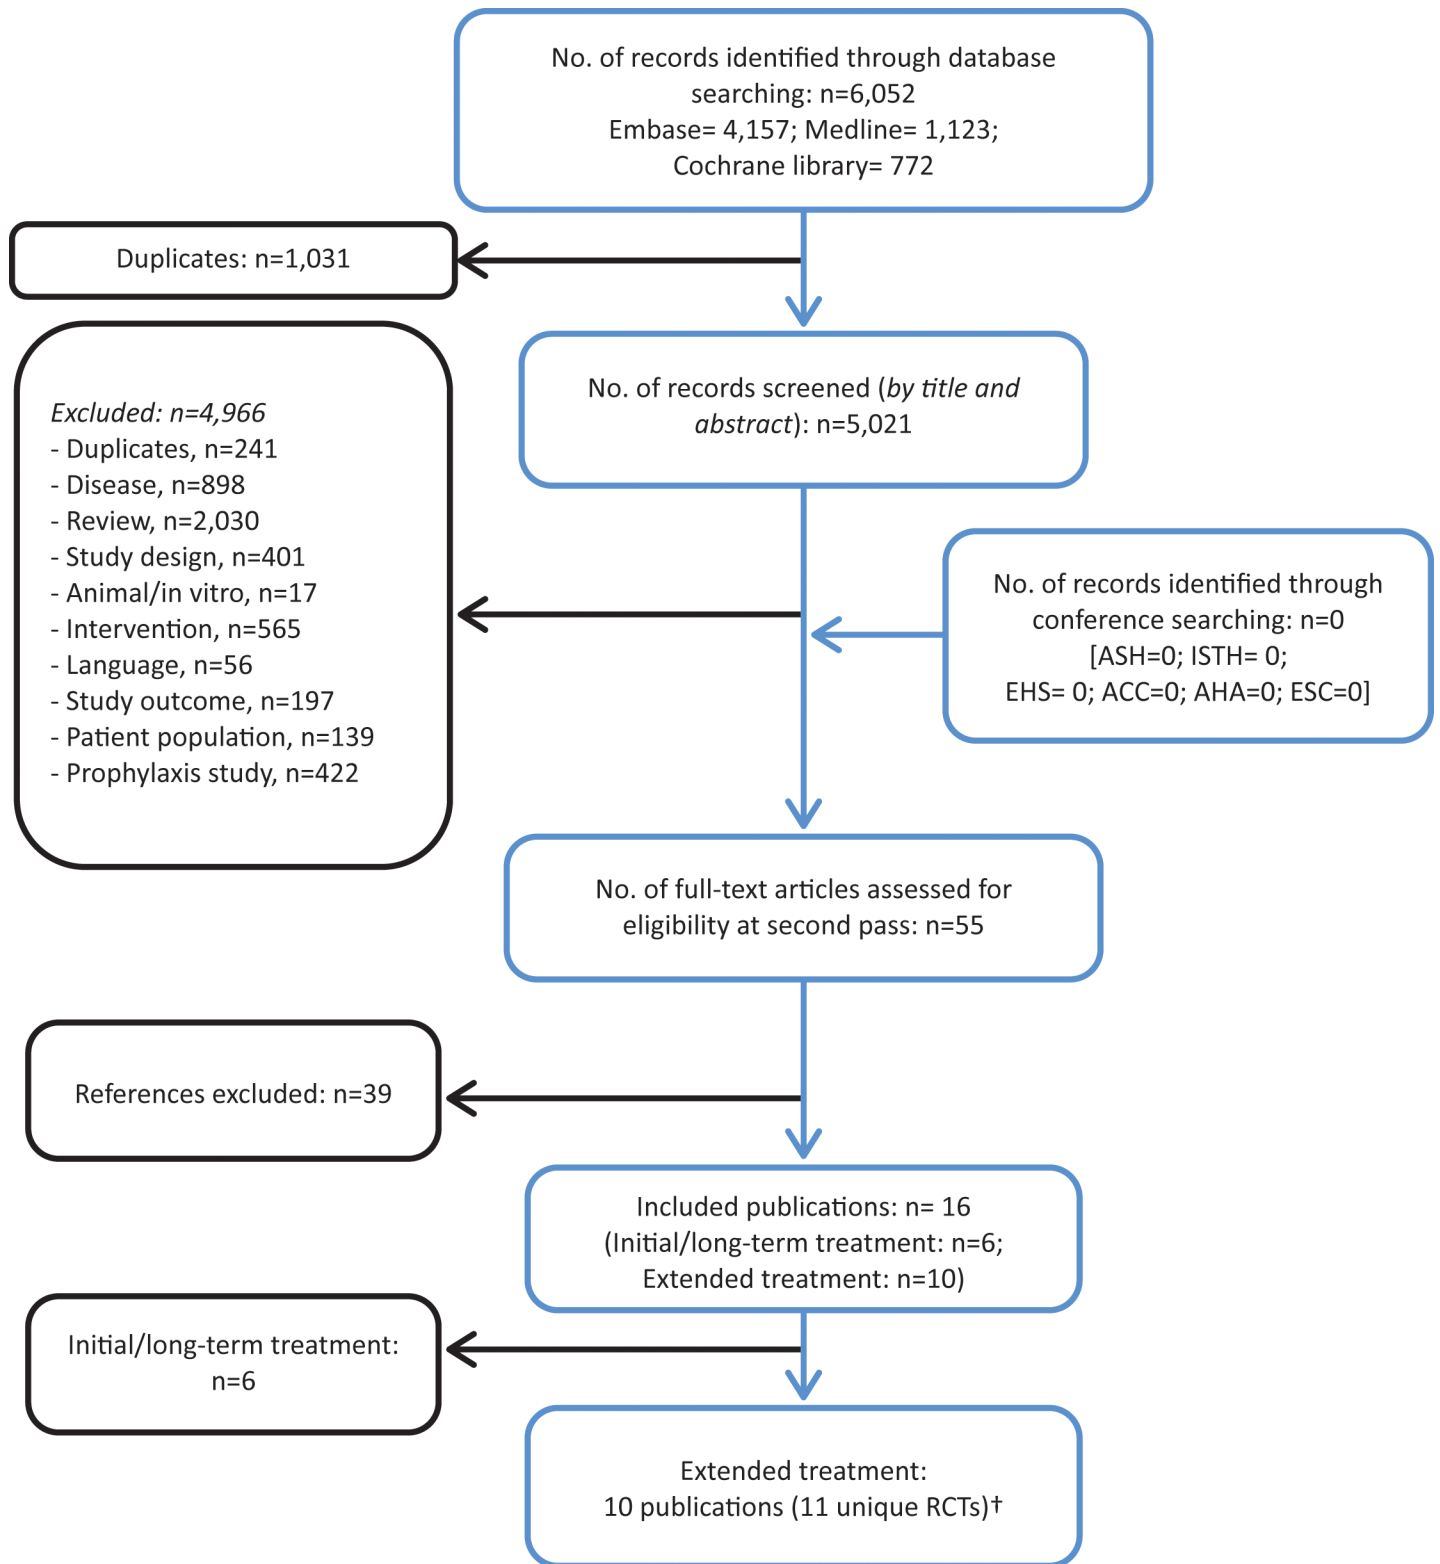 No. of records identified through database
searching: n=6,052
Embase= 4,157; Medline= 1,123;
Cochrane library= 772
Duplicates: n=1,031
No. of records screened (by title and
abstract): n=5,021
Excluded: n=4,966
- Duplicates, n=241
- Disease, n=898
- Review, n=2,030
- Study design, n=401
- Animal/in vitro, n=17
- Intervention, n=565
- Language, n=56
- Study outcome, n=197
- Patient population, n=139
- Prophylaxis study, n=422
No. of records identified through
conference searching: n=0
[ASH=0; ISTH= 0;
EHS= 0; ACC=0; AHA=0; ESC=0]
No. of full-text articles assessed for
eligibility at second pass: n=55
References excluded: n=39
Included publications: n= 16
(Initial/long-term treatment: n=6;
Extended treatment: n=10)
Initial/long-term treatment:
n=6
Extended treatment:
10 publications (11 unique RCTs)†